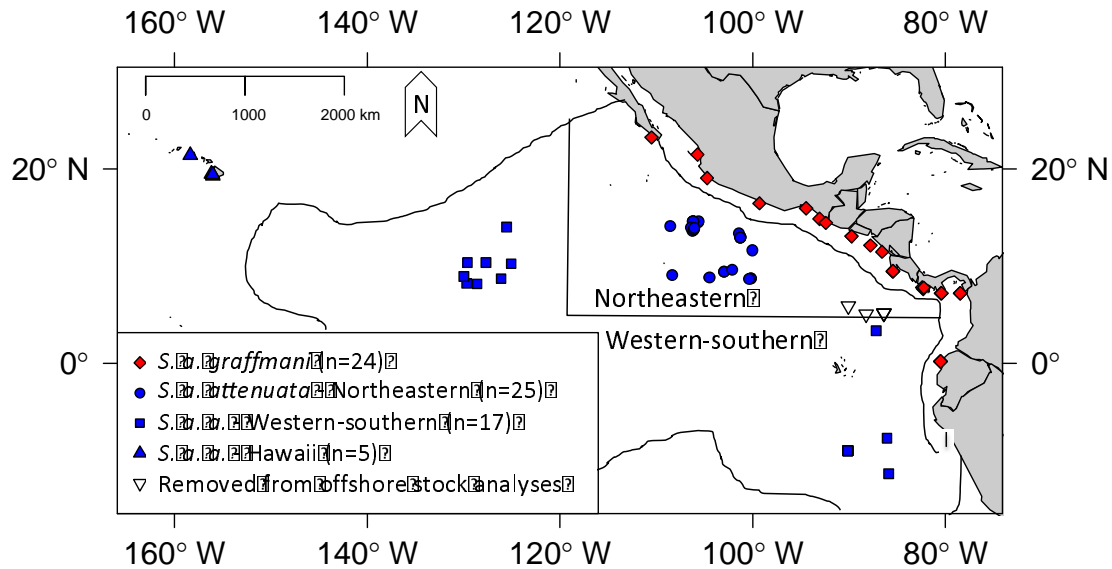 160° W 140° W 120° W 100° W 80° W
0 1000 2000 km
N
20° N 20° N
Northeastern
Western-southern
0° 0°
S. a. graffmani (n=24)
S. a. attenuata - Northeastern (n=25)
S. a. a. - Western-southern (n=17)
S. a. a. - Hawaii (n=5)
Removed from offshore stock analyses
160° W 140° W 120° W 100° W 80° W